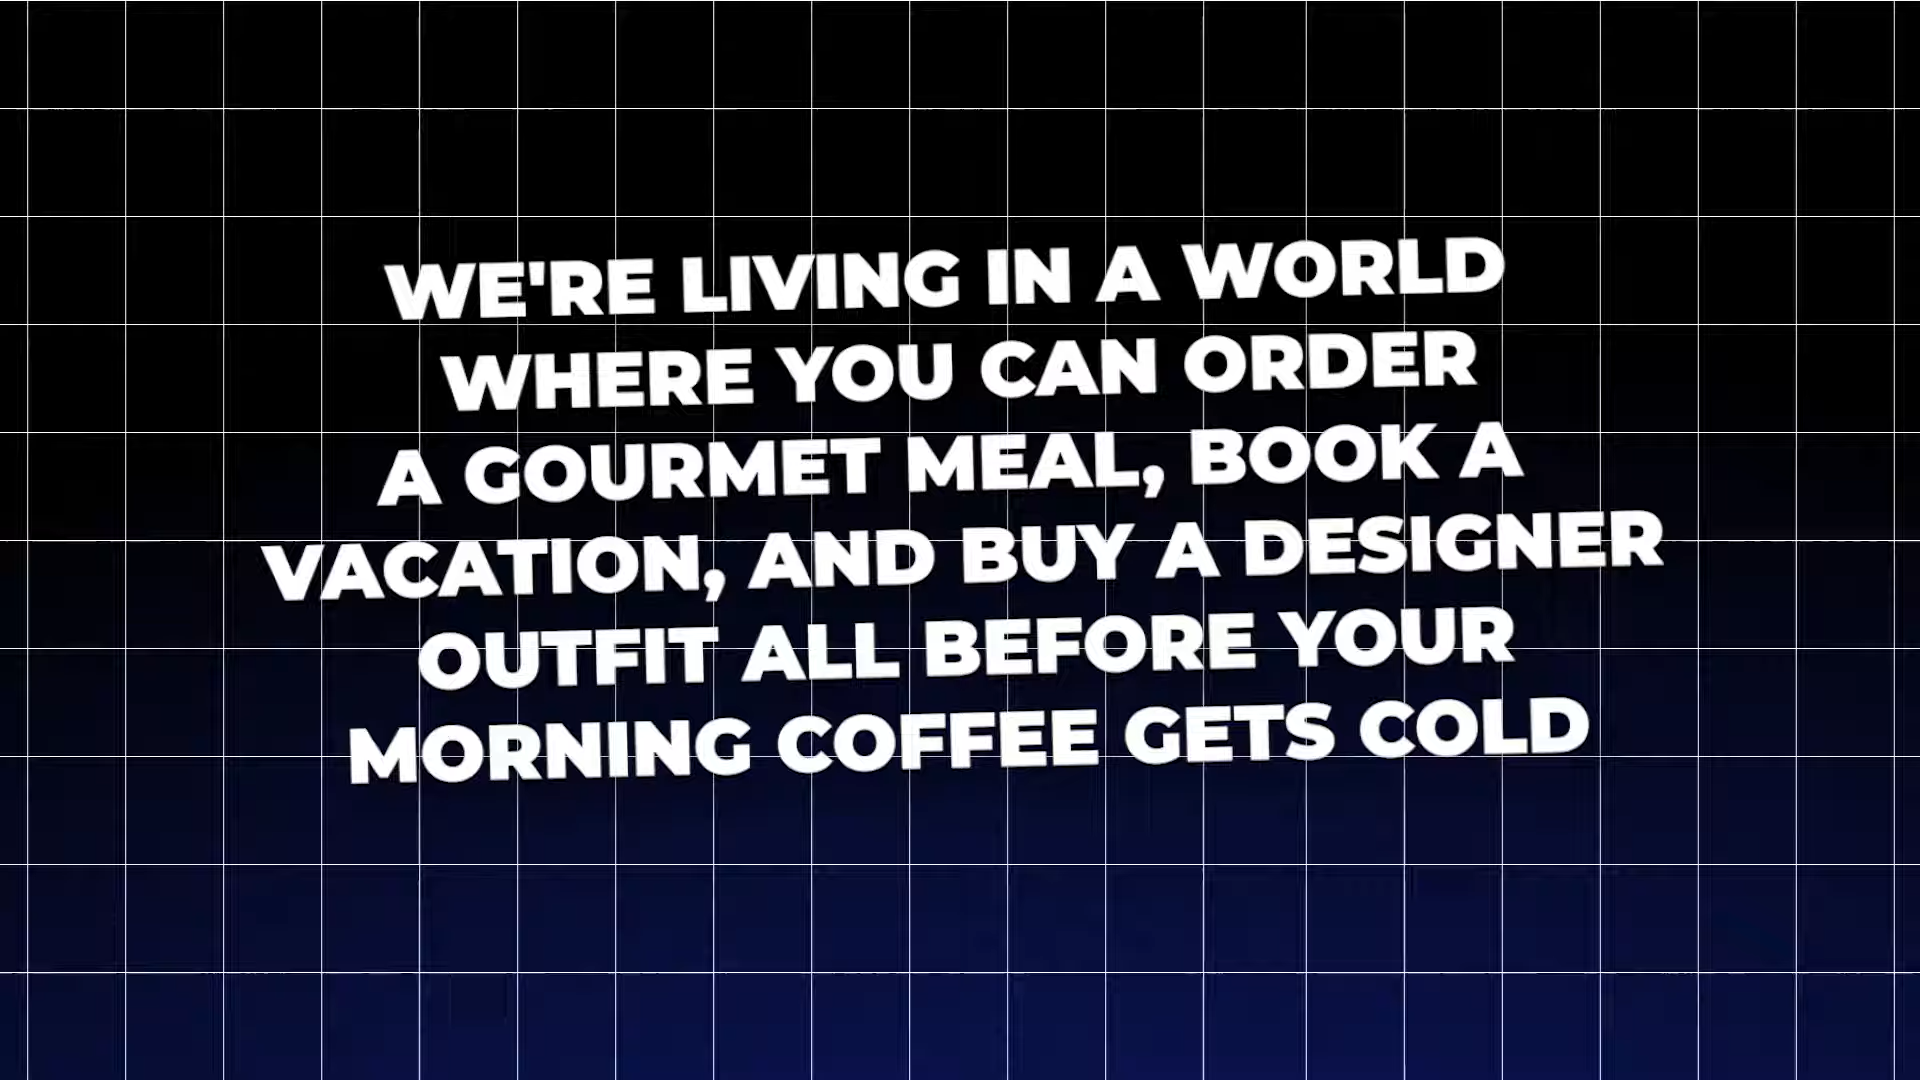 WE'RE LIVING IN A WORLD
WHERE YOU CAN ORDER
A GOURMET MEAL, BOOK A
VACATION, AND BUY A DESIGNER
OUTFIT ALL BEFORE YOUR
MORNING COFFEE GETS COLD